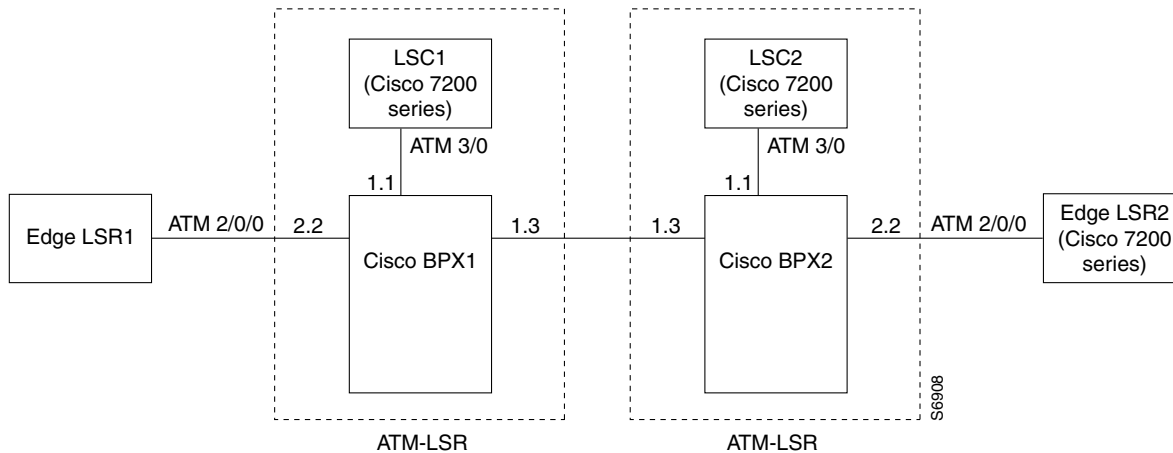 LSC1
(Cisco 7200
series)
LSC2
(Cisco 7200
series)
ATM 3/0
ATM 3/0
1.1
1.1
Edge LSR1
ATM 2/0/0
2.2
Cisco BPX1
1.3
1.3
Cisco BPX2
2.2
ATM 2/0/0
Edge LSR2
(Cisco 7200
series)
S6908
ATM-LSR
ATM-LSR